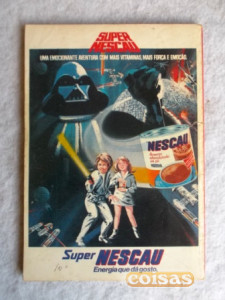 SUPER
NESCAU
UMA EMOCIONANTE AVENTURA COM MAIS VITAMINAS, MAIS FORÇA E EMOÇÃO.
NESCAU
Super NESCAU
Energia que dá gosto.
coisas